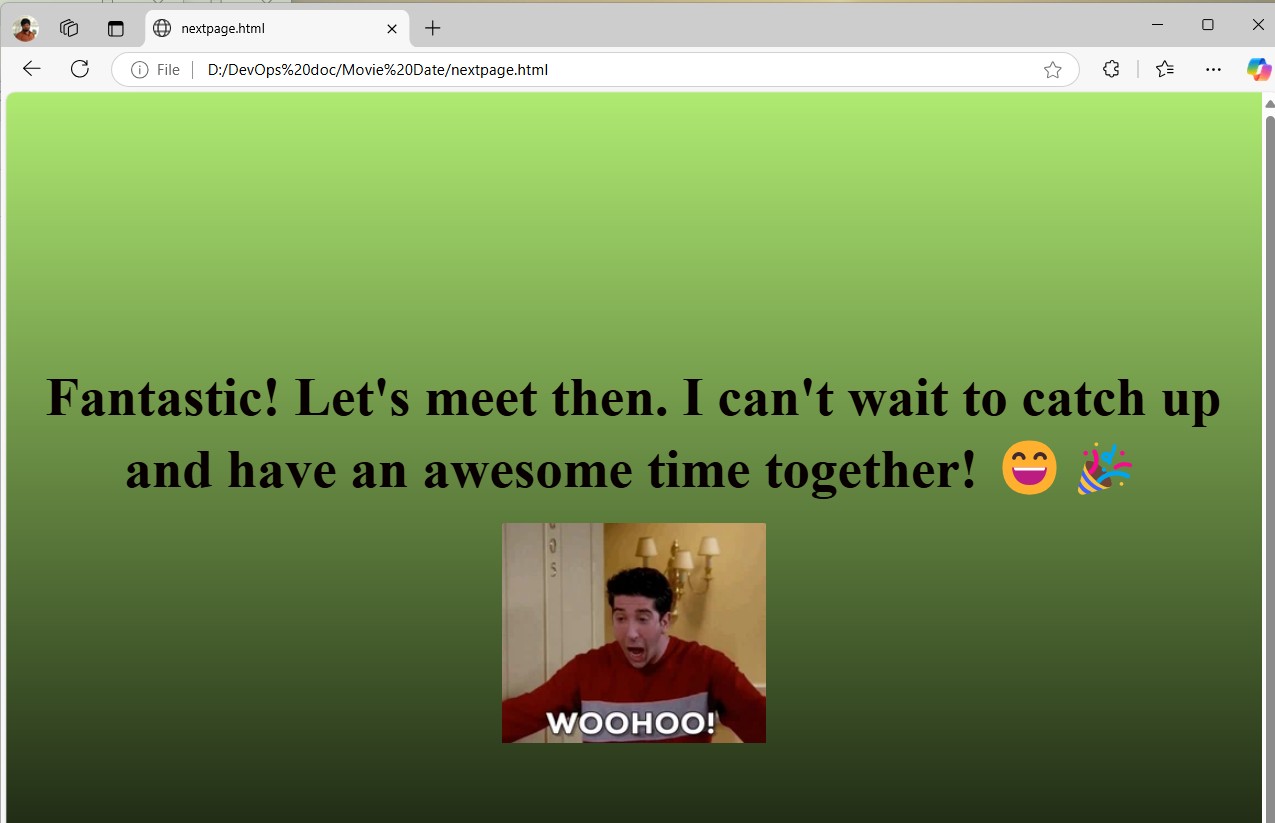 nextpage.html
File
D:/DevOps%20doc/Movie%20Date/nextpage.html
Fantastic! Let's meet then. I can't wait to catch up
and have an awesome time together! 😄 🎉
WOOHOO!